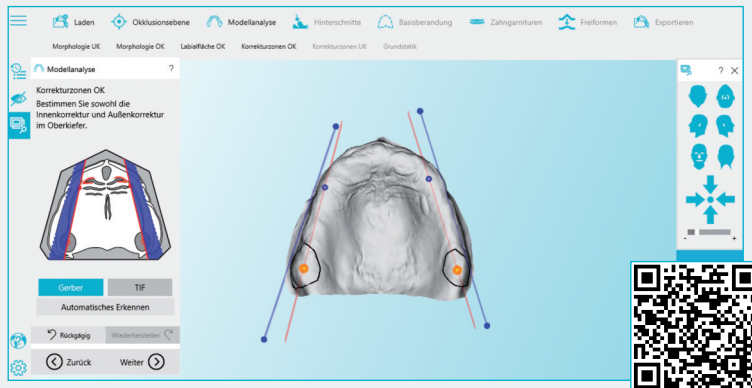 Laden
Okklusionsebene
Modellanalyse
Hinterschnitte
Basisberandung
Zahngarnituren
Freiformen
Exportieren
Morphologie UK
Morphologie OK
Labialfläche OK
Korrekturzonen OK
Korrekturzonen UK
Grundstatik
Modellanalyse
?
? X
Korrekturzonen OK
Bestimmen Sie sowohl die
Innenkorrektur und Außenkorrektur
im Oberkiefer.
Gerber
TIF
Automatisches Erkennen
Rückgägig
Wiederherstellen
Zurück
Weiter
- +